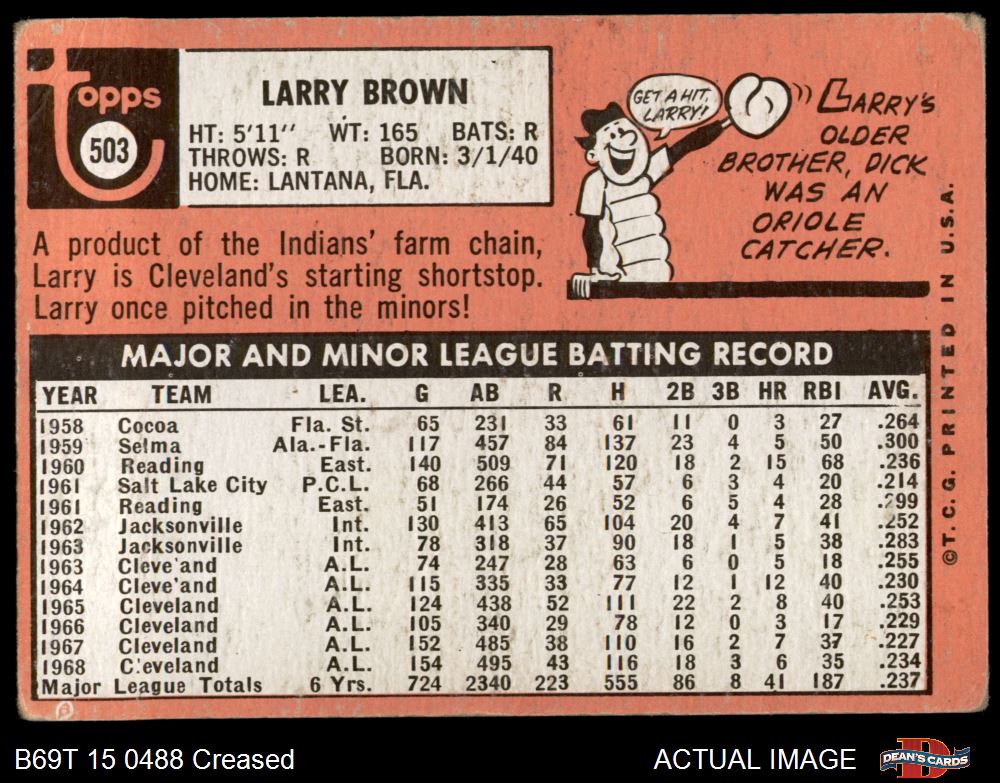 Topps
503
LARRY BROWN
HT: 5'11'' WT: 165 BATS: R
THROWS: R BORN: 3/1/40
HOME: LANTANA, FLA.
GET A HIT,
LARRY!
LARRY'S
OLDER
BROTHER, DICK
WAS AN
ORIOLE
CATCHER.
A product of the Indians' farm chain,
Larry is Cleveland's starting shortstop.
Larry once pitched in the minors!
MAJOR AND MINOR LEAGUE BATTING RECORD
YEAR TEAM LEA. G AB R H 2B 3B HR RBI AVG.
1958 Cocoa Fla. St. 65 231 33 61 11 0 3 27 .264
1959 Selma Ala.-Fla. 117 457 84 137 23 4 5 50 .300
1960 Reading East. 140 509 71 120 18 2 15 68 .236
1961 Salt Lake City P.C.L. 68 266 44 57 6 3 4 20 .214
1961 Reading East. 51 174 26 52 6 5 4 28 .299
1962 Jacksonville Int. 130 413 65 104 20 4 7 41 .252
1963 Jacksonville Int. 78 318 37 90 18 1 5 38 .283
1963 Cleve'and A.L. 74 247 28 63 6 0 5 18 .255
1964 Cleve'and A.L. 115 335 33 77 12 1 12 40 .230
1965 Cleveland A.L. 124 438 52 111 22 2 8 40 .253
1966 Cleveland A.L. 105 340 29 78 12 0 3 17 .229
1967 Cleveland A.L. 152 485 38 110 16 2 7 37 .227
1968 C!eveland A.L. 154 495 43 116 18 3 6 35 .234
Major League Totals 6 Yrs. 724 2340 223 555 86 8 41 187 .237
©T.C.G. PRINTED IN U.S.A.
B69T 15 0488 Creased
ACTUAL IMAGE
D
DEAN'S CARDS